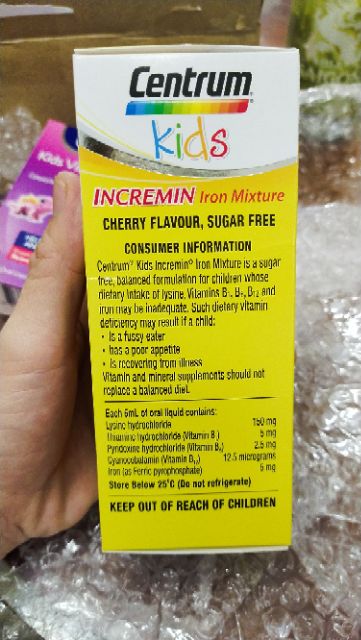 Centrum
kids
INCREMIN Iron Mixture
CHERRY FLAVOUR, SUGAR FREE
CONSUMER INFORMATION
Centrum® Kids Incremin® Iron Mixture is a sugar
free, balanced formulation for children whose
dietary intake of lysine, Vitamins B₁, B₆, B₁₂ and
iron may be inadequate. Such dietary vitamin
deficiency may result if a child:
• Is a fussy eater
• has a poor appetite
• Is recovering from illness
Vitamin and mineral supplements should not
replace a balanced diet.
Each 5mL of oral liquid contains:
Lysine hydrochloride 150 mg
Thiamine hydrochloride (Vitamin B₁) 5 mg
Pyridoxine hydrochloride (Vitamin B₆) 2.5 mg
Cyanocobalamin (Vitamin B₁₂) 12.5 micrograms
Iron (as Ferric pyrophosphate) 5 mg
Store Below 25°C (Do not refrigerate)
KEEP OUT OF REACH OF CHILDREN
Kids